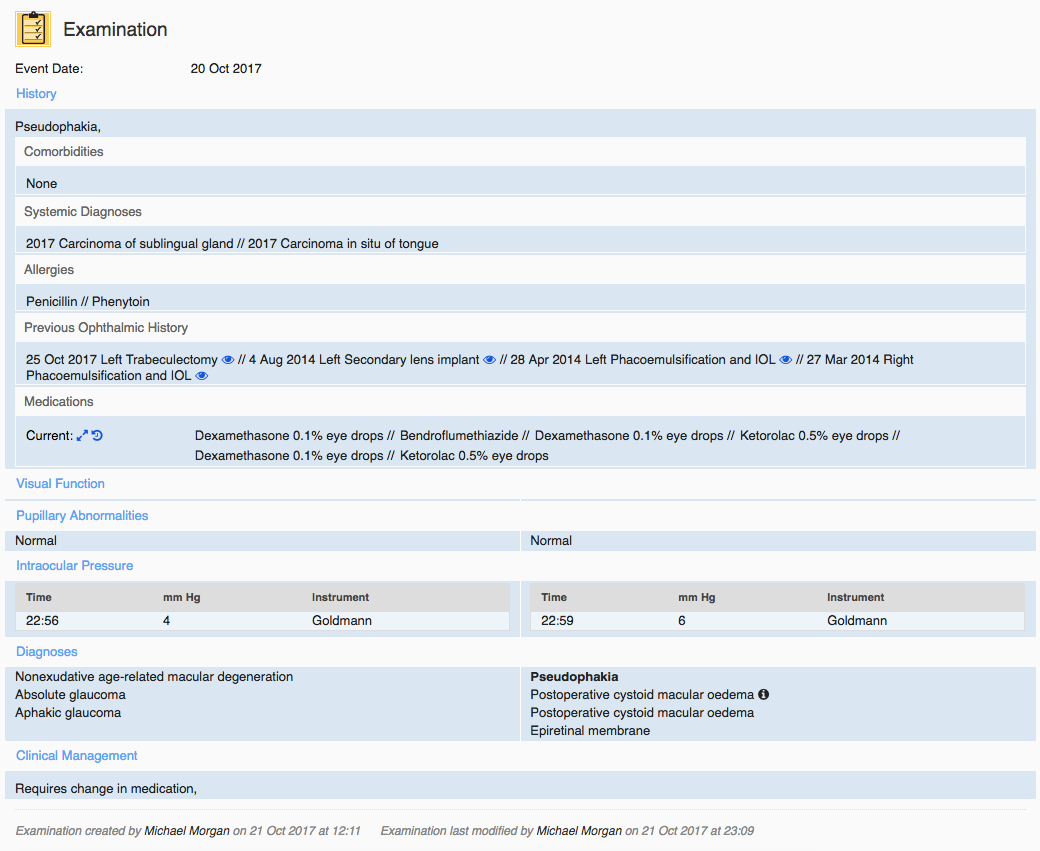 Examination
Event Date: 20 Oct 2017
History
Pseudophakia,
Comorbidities
None
Systemic Diagnoses
2017 Carcinoma of sublingual gland // 2017 Carcinoma in situ of tongue
Allergies
Penicillin // Phenytoin
Previous Ophthalmic History
25 Oct 2017 Left Trabeculectomy // 4 Aug 2014 Left Secondary lens implant // 28 Apr 2014 Left Phacoemulsification and IOL // 27 Mar 2014 Right
Phacoemulsification and IOL
Medications
Current: Dexamethasone 0.1% eye drops // Bendroflumethiazide // Dexamethasone 0.1% eye drops // Ketorolac 0.5% eye drops //
Dexamethasone 0.1% eye drops // Ketorolac 0.5% eye drops
Visual Function
Pupillary Abnormalities
Normal Normal
Intraocular Pressure
Time mm Hg Instrument Time mm Hg Instrument
22:56 4 Goldmann 22:59 6 Goldmann
Diagnoses
Nonexudative age-related macular degeneration Pseudophakia
Absolute glaucoma Postoperative cystoid macular oedema
Aphakic glaucoma Postoperative cystoid macular oedema
Epiretinal membrane
Clinical Management
Requires change in medication,
Examination created by Michael Morgan on 21 Oct 2017 at 12:11 Examination last modified by Michael Morgan on 21 Oct 2017 at 23:09